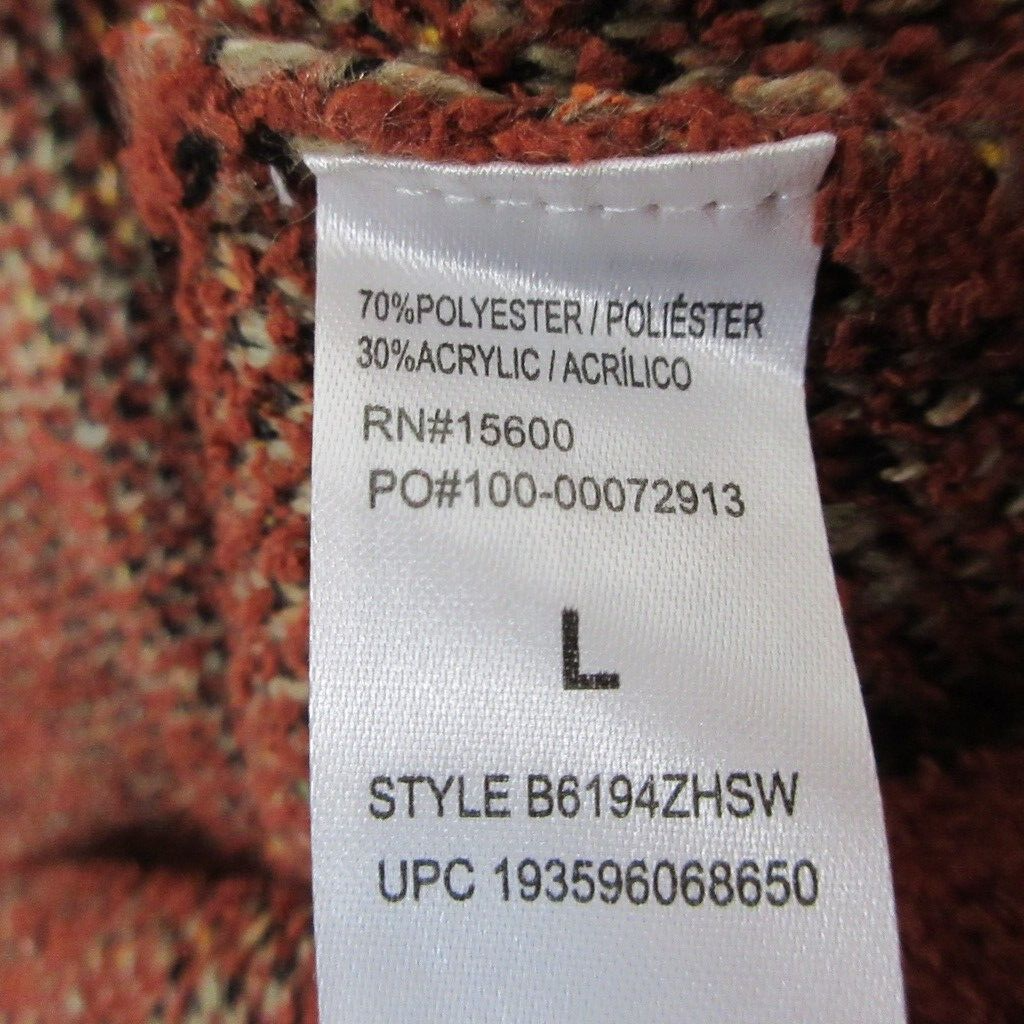 70%POLYESTER / POLIÉSTER
30%ACRYLIC / ACRÍLICO
RN#15600
PO#100-00072913
L
STYLE B6194ZHSW
UPC 193596068650